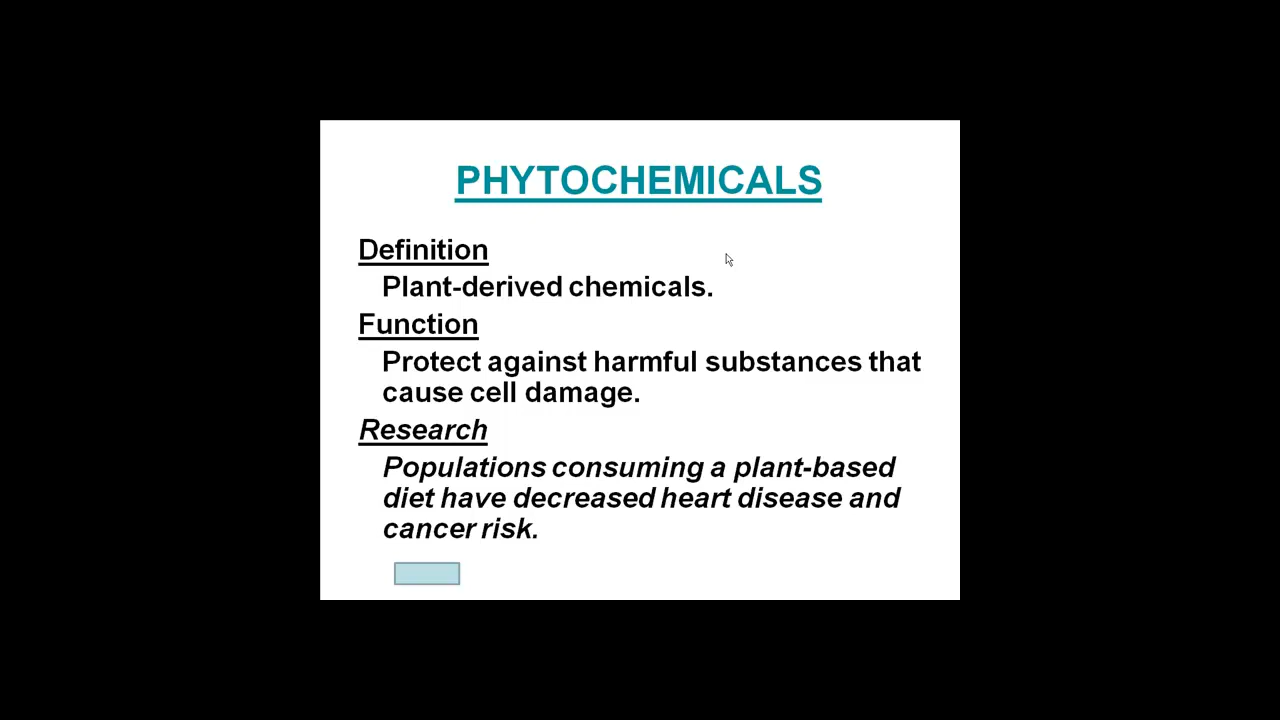 PHYTOCHEMICALS
Definition
Plant-derived chemicals.
Function
Protect against harmful substances that
cause cell damage.
Research
Populations consuming a plant-based
diet have decreased heart disease and
cancer risk.